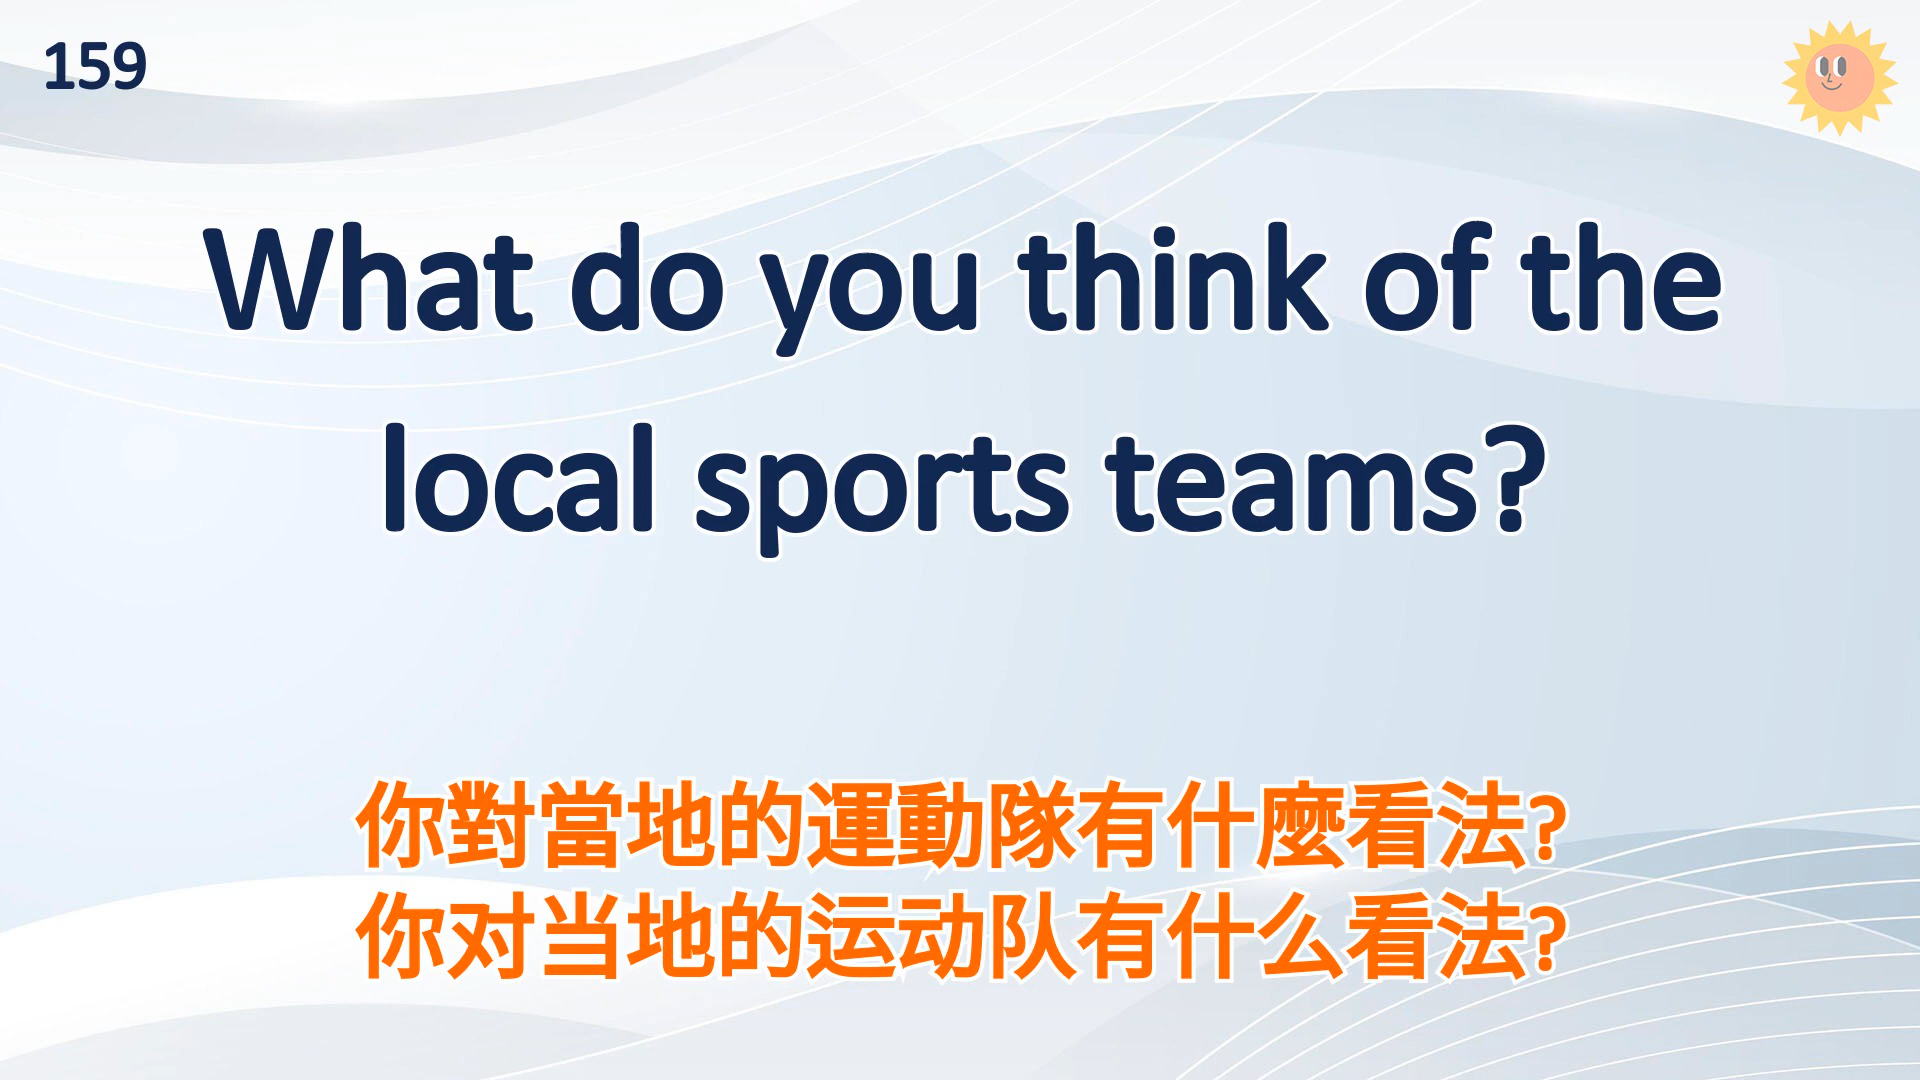 159
What do you think of the
local sports teams?
你對當地的運動隊有什麼看法?
你对当地的运动队有什么看法?